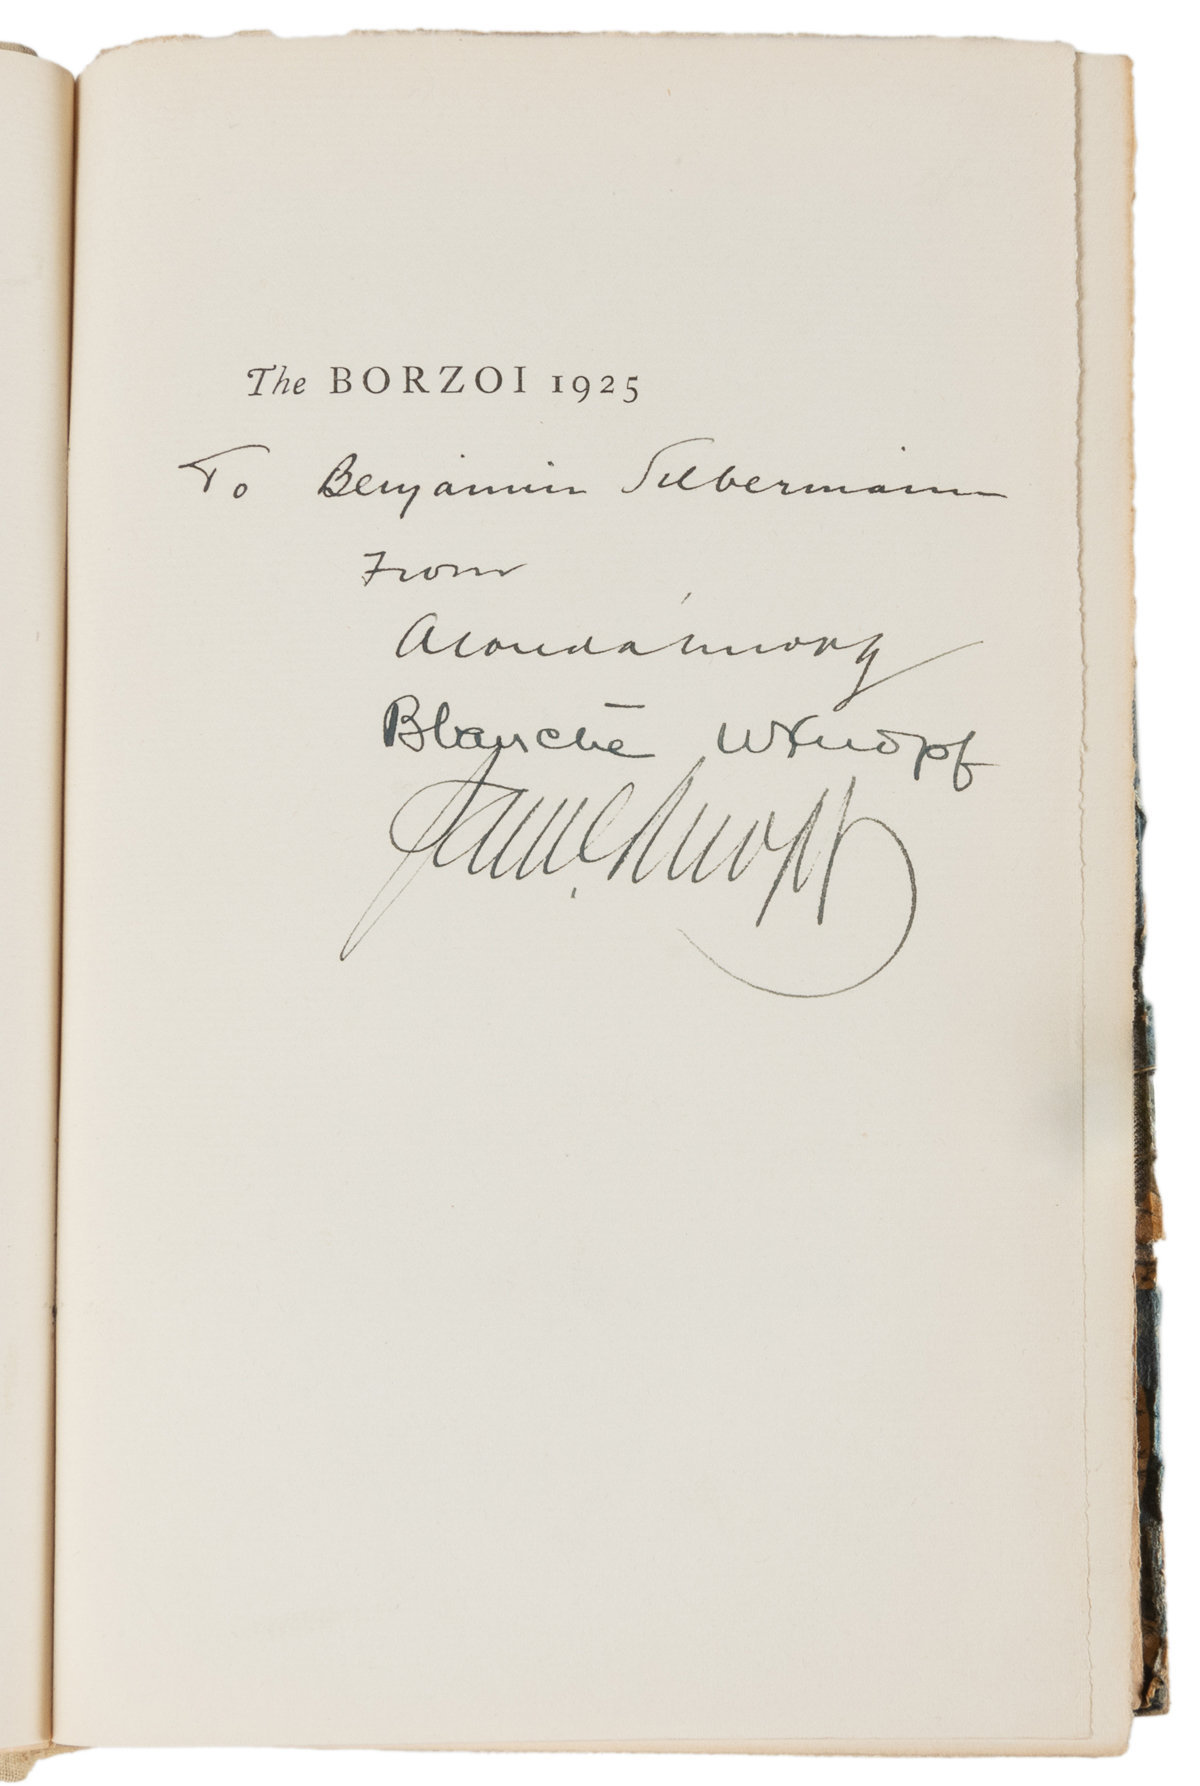 The BORZOI 1925
To Benjamin Silbermann
From
Blanche W Knopf